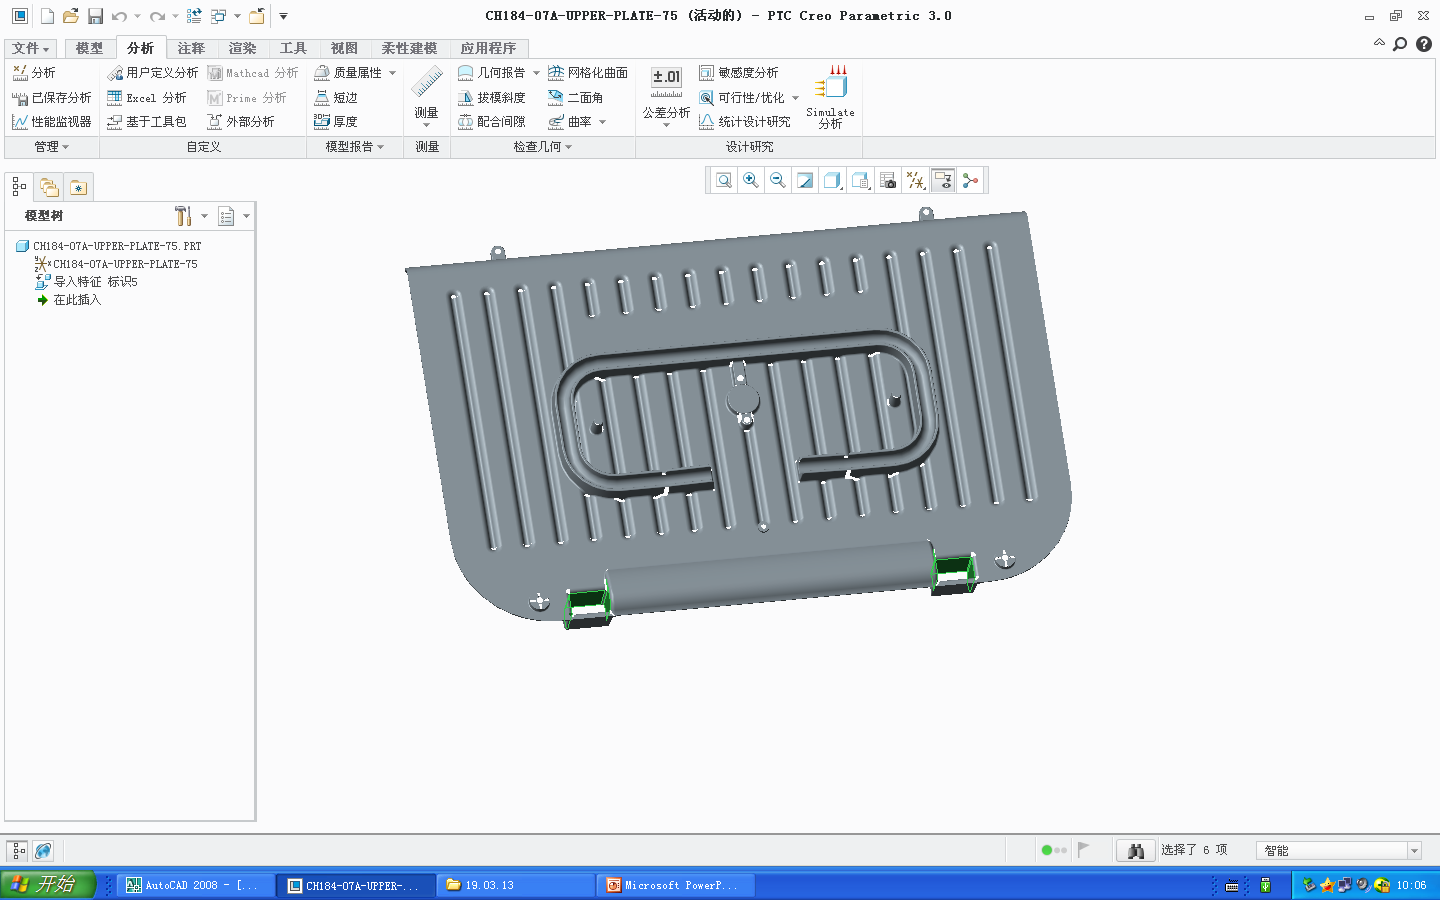 CH184-07A-UPPER-PLATE-75 (活动的) - PTC Creo Parametric 3.0
文件 模型 分析 注释 渲染 工具 视图 柔性建模 应用程序
分析 用户定义分析 Mathcad 分析 质量属性 几何报告 网格化曲面 ±.01 敏感度分析
已保存分析 Excel 分析 Prime 分析 短边 测量 拔模斜度 二面角 公差分析 可行性/优化 Simulate
性能监视器 基于工具包 外部分析 厚度 配合间隙 曲率 统计设计研究 分析
管理 自定义 模型报告 测量 检查几何 设计研究
模型树
CH184-07A-UPPER-PLATE-75.PRT
CH184-07A-UPPER-PLATE-75
导入特征 标识5
在此插入
选择了 6 项 智能
开始 AutoCAD 2008 - [... CH184-07A-UPPER-... 19.03.13 Microsoft PowerP... 10:06